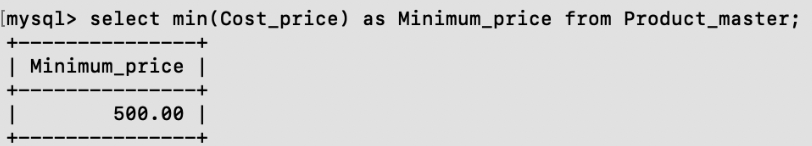 [mysql> select min(Cost_price) as Minimum_price from Product_master;
+---------------+
| Minimum_price |
+---------------+
|        500.00 |
+---------------+